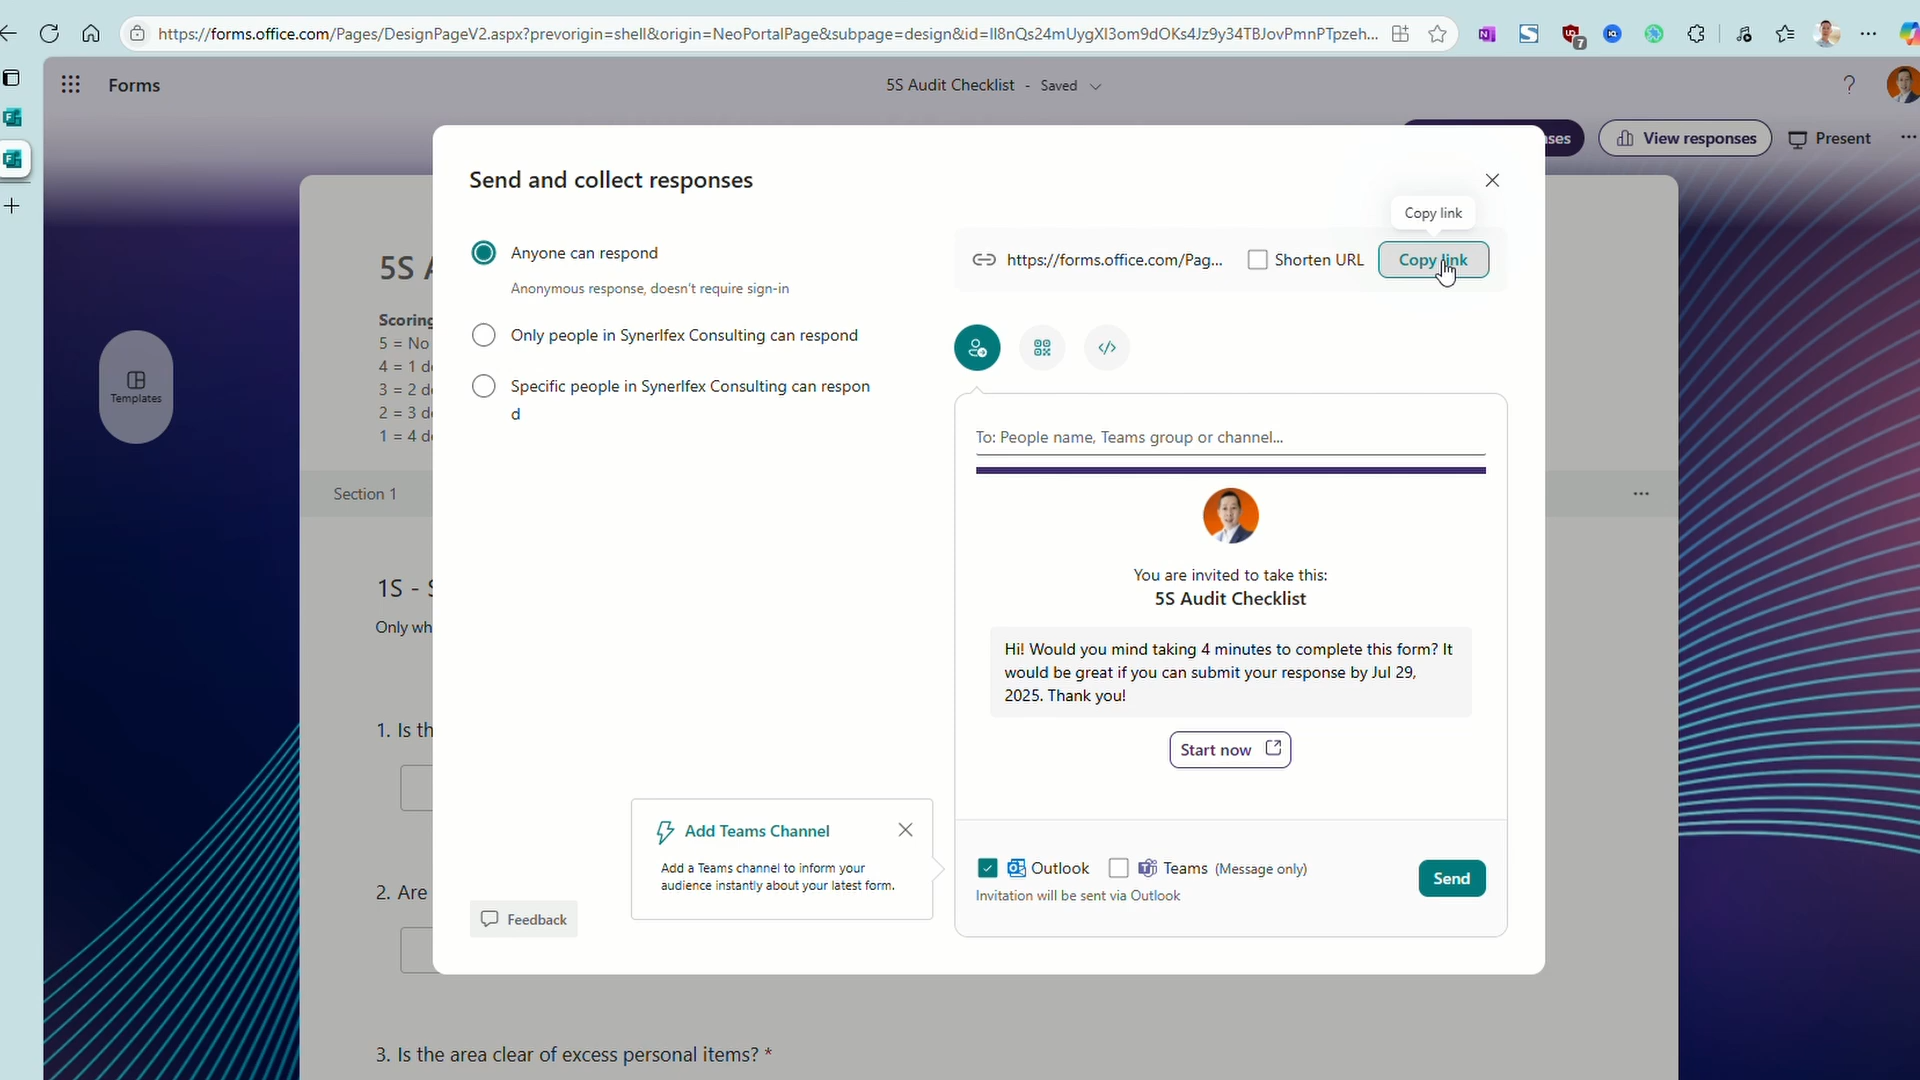 https://forms.office.com/Pages/DesignPageV2.aspx?prevorigin=shell&origin=NeoPortalPage&subpage=design&id=Il8nQs24mUygXI3om9dOKs4Jz9y34TBJovPmnPTpzeh...
7
Forms
5S Audit Checklist - Saved
?
View responses
Present
Send and collect responses
Copy link
Anyone can respond
Anonymous response, doesn't require sign-in
https://forms.office.com/Pag...
Shorten URL
Copy link
Only people in Synerlfex Consulting can respond
Specific people in Synerlfex Consulting can respon
d
Templates
5S
Scoring
5 = No
4 = 1 d
3 = 2 d
2 = 3 d
1 = 4 d
To: People name, Teams group or channel...
Section 1
You are invited to take this:
5S Audit Checklist
1S -
Only wh
Hi! Would you mind taking 4 minutes to complete this form? It
would be great if you can submit your response by Jul 29,
2025. Thank you!
Start now
1. Is th
Add Teams Channel
Add a Teams channel to inform your
audience instantly about your latest form.
Outlook
Teams (Message only)
Invitation will be sent via Outlook
Send
2. Are
Feedback
3. Is the area clear of excess personal items? *